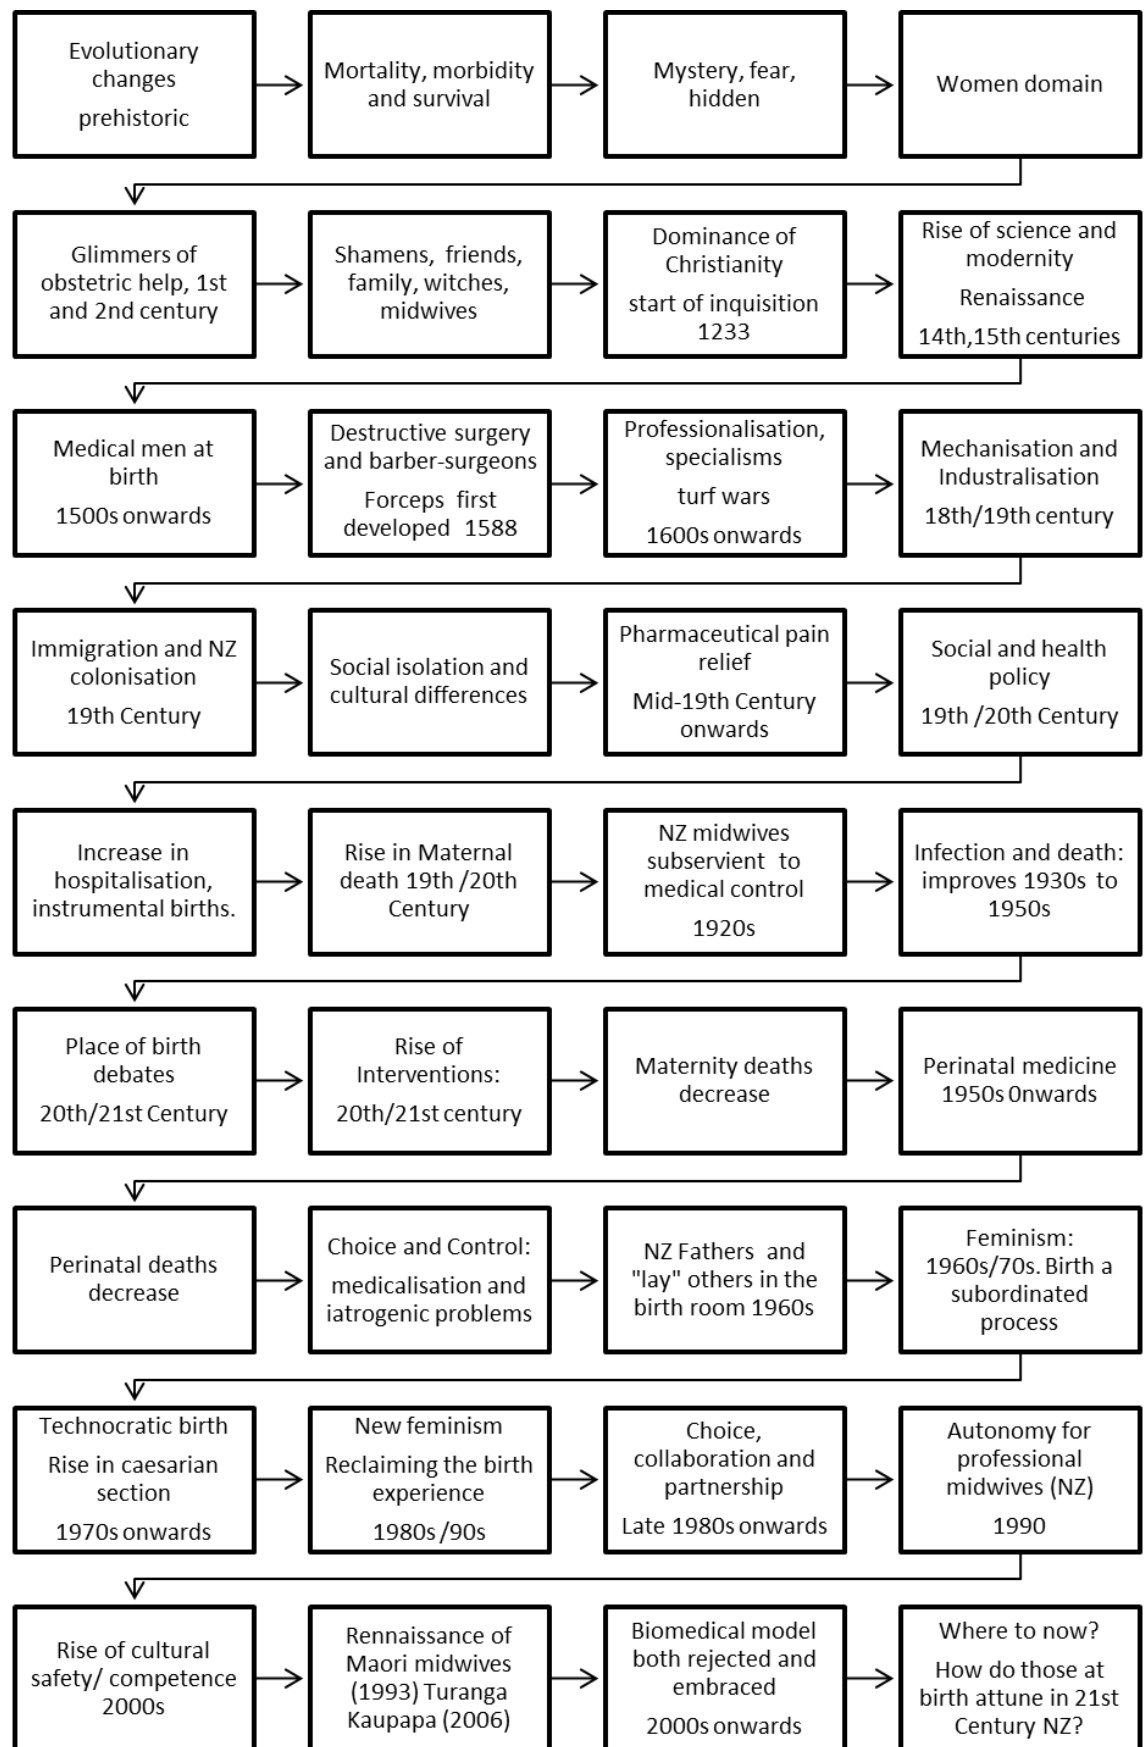 Evolutionary
changes
prehistoric
Mortality, morbidity
and survival
Mystery, fear,
hidden
Women domain
Glimmers of
obstetric help, 1st
and 2nd century
Shamens, friends,
family, witches,
midwives
Dominance of
Christianity
start of inquisition
1233
Rise of science and
modernity
Renaissance
14th,15th centuries
Medical men at
birth
1500s onwards
Destructive surgery
and barber-surgeons
Forceps first
developed 1588
Professionalisation,
specialisms
turf wars
1600s onwards
Mechanisation and
Industralisation
18th/19th century
Immigration and NZ
colonisation
19th Century
Social isolation and
cultural differences
Pharmaceutical pain
relief
Mid-19th Century
onwards
Social and health
policy
19th /20th Century
Increase in
hospitalisation,
instrumental births.
Rise in Maternal
death 19th /20th
Century
NZ midwives
subservient to
medical control
1920s
Infection and death:
improves 1930s to
1950s
Place of birth
debates
20th/21st Century
Rise of
Interventions:
20th/21st century
Maternity deaths
decrease
Perinatal medicine
1950s 0nwards
Perinatal deaths
decrease
Choice and Control:
medicalisation and
iatrogenic problems
NZ Fathers and
"lay" others in the
birth room 1960s
Feminism:
1960s/70s. Birth a
subordinated
process
Technocratic birth
Rise in caesarian
section
1970s onwards
New feminism
Reclaiming the birth
experience
1980s /90s
Choice,
collaboration and
partnership
Late 1980s onwards
Autonomy for
professional
midwives (NZ)
1990
Rise of cultural
safety/ competence
2000s
Rennaissance of
Maori midwives
(1993) Turanga
Kaupapa (2006)
Biomedical model
both rejected and
embraced
2000s onwards
Where to now?
How do those at
birth attune in 21st
Century NZ?